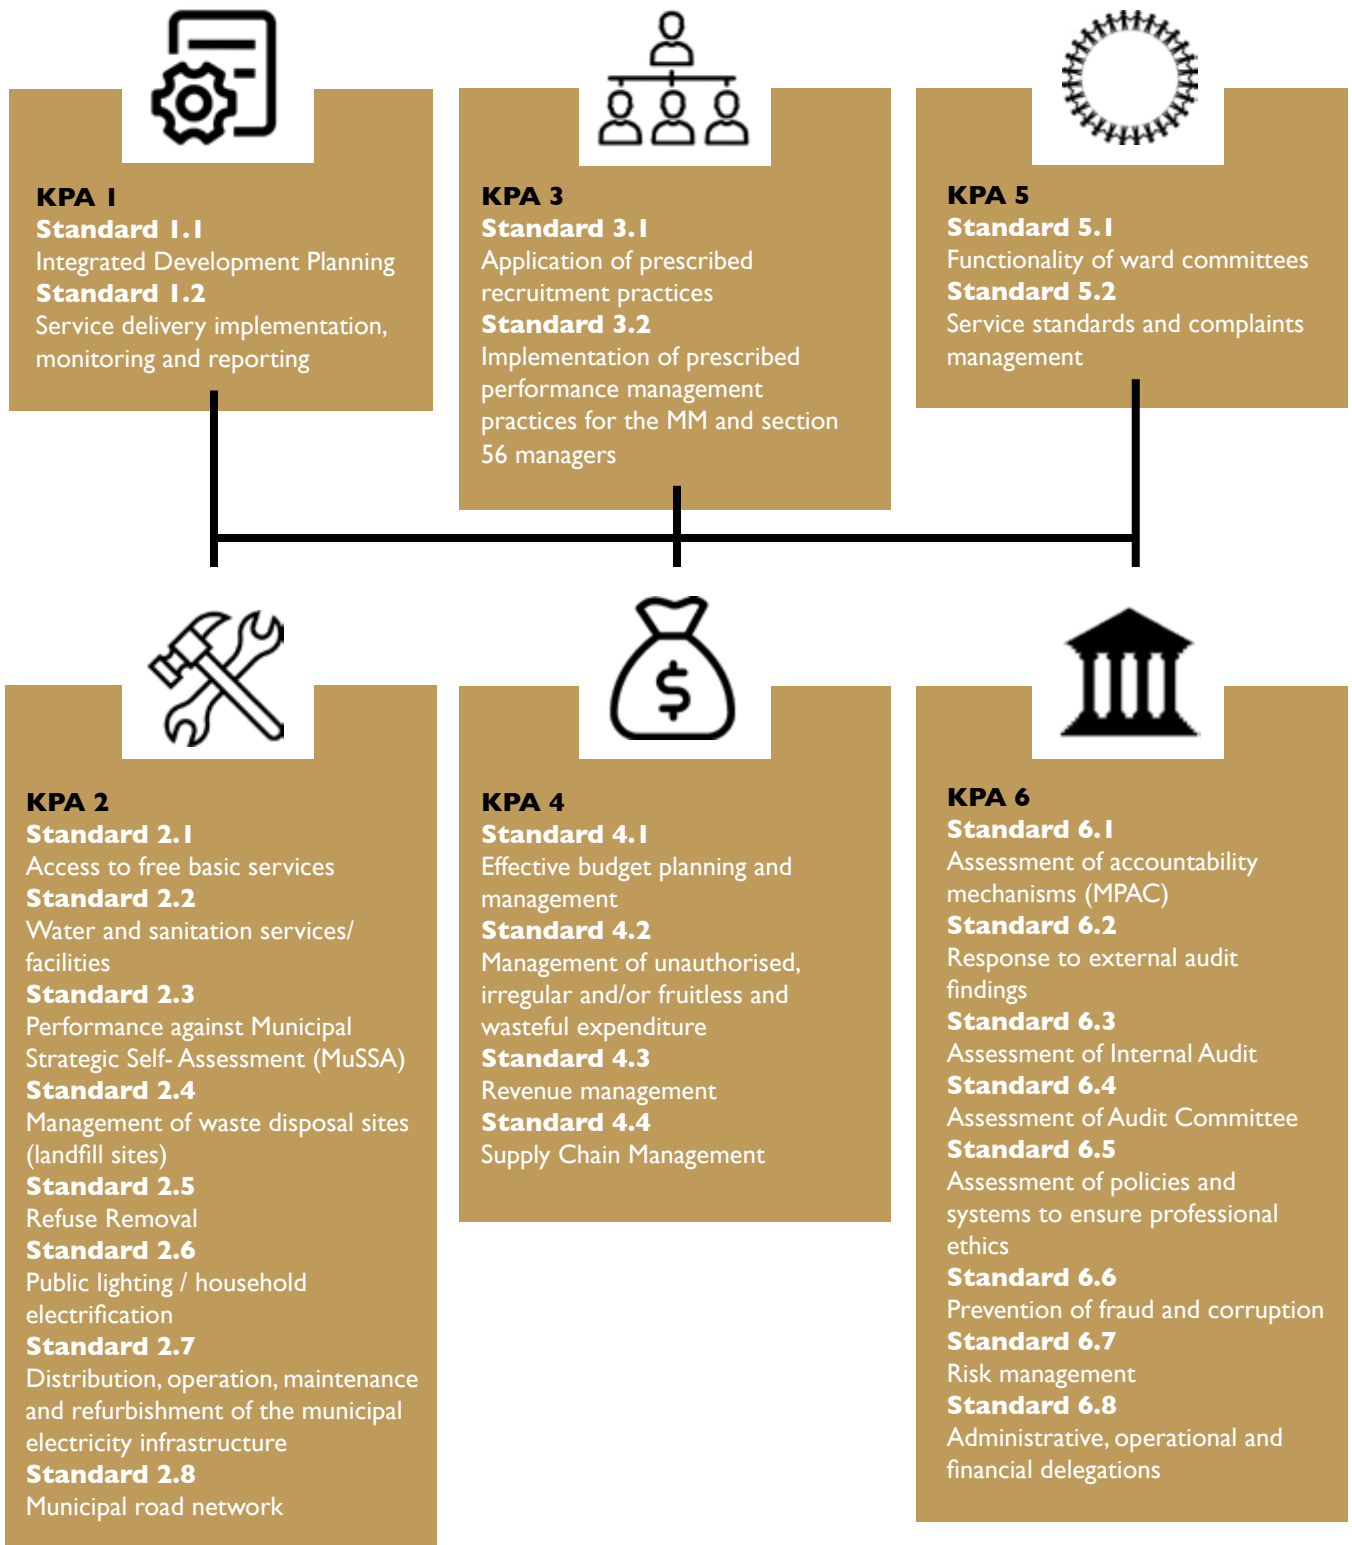 KPA 1
Standard 1.1
Integrated Development Planning
Standard 1.2
Service delivery implementation,
monitoring and reporting
KPA 3
Standard 3.1
Application of prescribed
recruitment practices
Standard 3.2
Implementation of prescribed
performance management
practices for the MM and section
56 managers
KPA 5
Standard 5.1
Functionality of ward committees
Standard 5.2
Service standards and complaints
management
KPA 2
Standard 2.1
Access to free basic services
Standard 2.2
Water and sanitation services/
facilities
Standard 2.3
Performance against Municipal
Strategic Self- Assessment (MuSSA)
Standard 2.4
Management of waste disposal sites
(landfill sites)
Standard 2.5
Refuse Removal
Standard 2.6
Public lighting / household
electrification
Standard 2.7
Distribution, operation, maintenance
and refurbishment of the municipal
electricity infrastructure
Standard 2.8
Municipal road network
$
KPA 4
Standard 4.1
Effective budget planning and
management
Standard 4.2
Management of unauthorised,
irregular and/or fruitless and
wasteful expenditure
Standard 4.3
Revenue management
Standard 4.4
Supply Chain Management
KPA 6
Standard 6.1
Assessment of accountability
mechanisms (MPAC)
Standard 6.2
Response to external audit
findings
Standard 6.3
Assessment of Internal Audit
Standard 6.4
Assessment of Audit Committee
Standard 6.5
Assessment of policies and
systems to ensure professional
ethics
Standard 6.6
Prevention of fraud and corruption
Standard 6.7
Risk management
Standard 6.8
Administrative, operational and
financial delegations